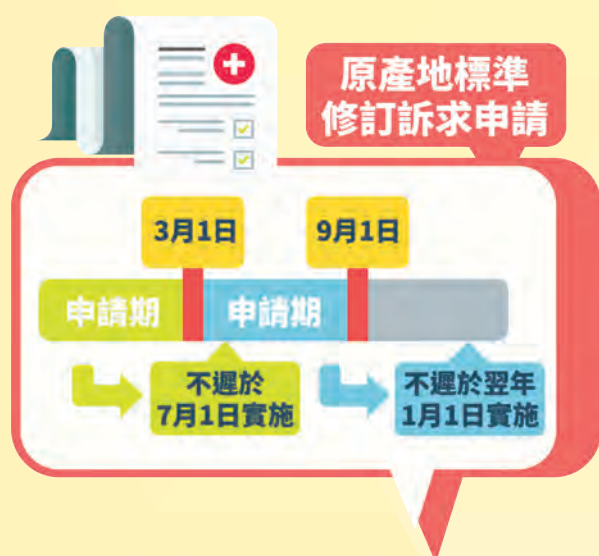 原產地標準
修訂訴求申請
3月1日
9月1日
申請期
申請期
不遲於
7月1日實施
不遲於翌年
1月1日實施